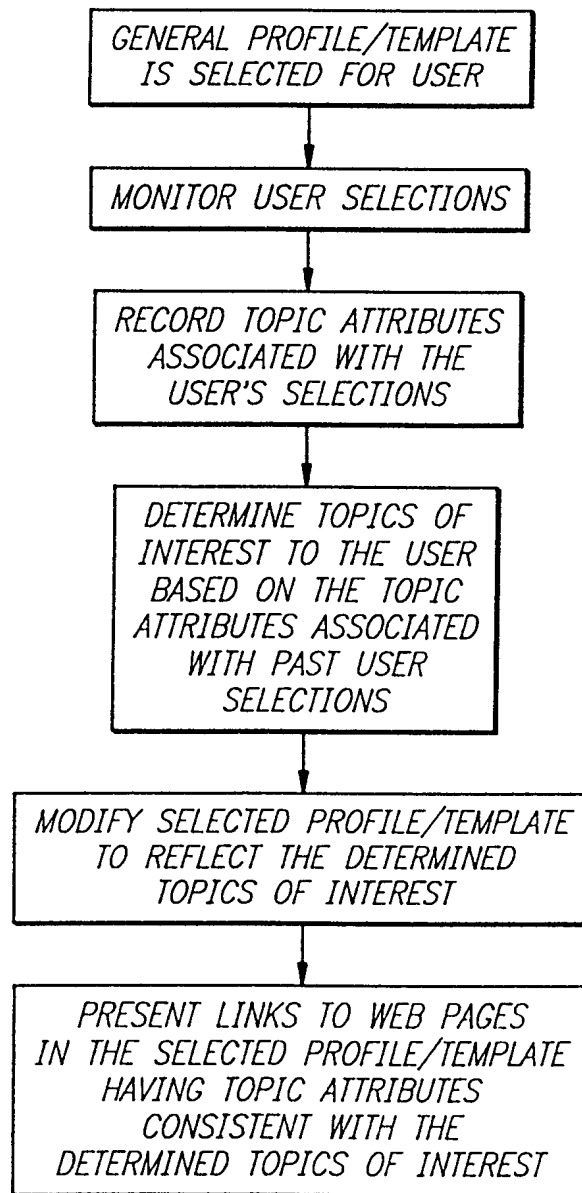 GENERAL PROFILE/TEMPLATE
IS SELECTED FOR USER
MONITOR USER SELECTIONS
RECORD TOPIC ATTRIBUTES
ASSOCIATED WITH THE
USER'S SELECTIONS
DETERMINE TOPICS OF
INTEREST TO THE USER
BASED ON THE TOPIC
ATTRIBUTES ASSOCIATED
WITH PAST USER
SELECTIONS
MODIFY SELECTED PROFILE/TEMPLATE
TO REFLECT THE DETERMINED
TOPICS OF INTEREST
PRESENT LINKS TO WEB PAGES
IN THE SELECTED PROFILE/TEMPLATE
HAVING TOPIC ATTRIBUTES
CONSISTENT WITH THE
DETERMINED TOPICS OF INTEREST